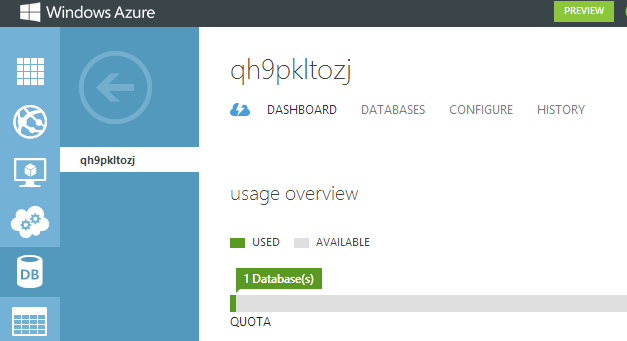 Windows Azure
PREVIEW
qh9pkltozj
qh9pkltozj
DASHBOARD DATABASES CONFIGURE HISTORY
usage overview
USED AVAILABLE
1 Database(s)
DB
QUOTA